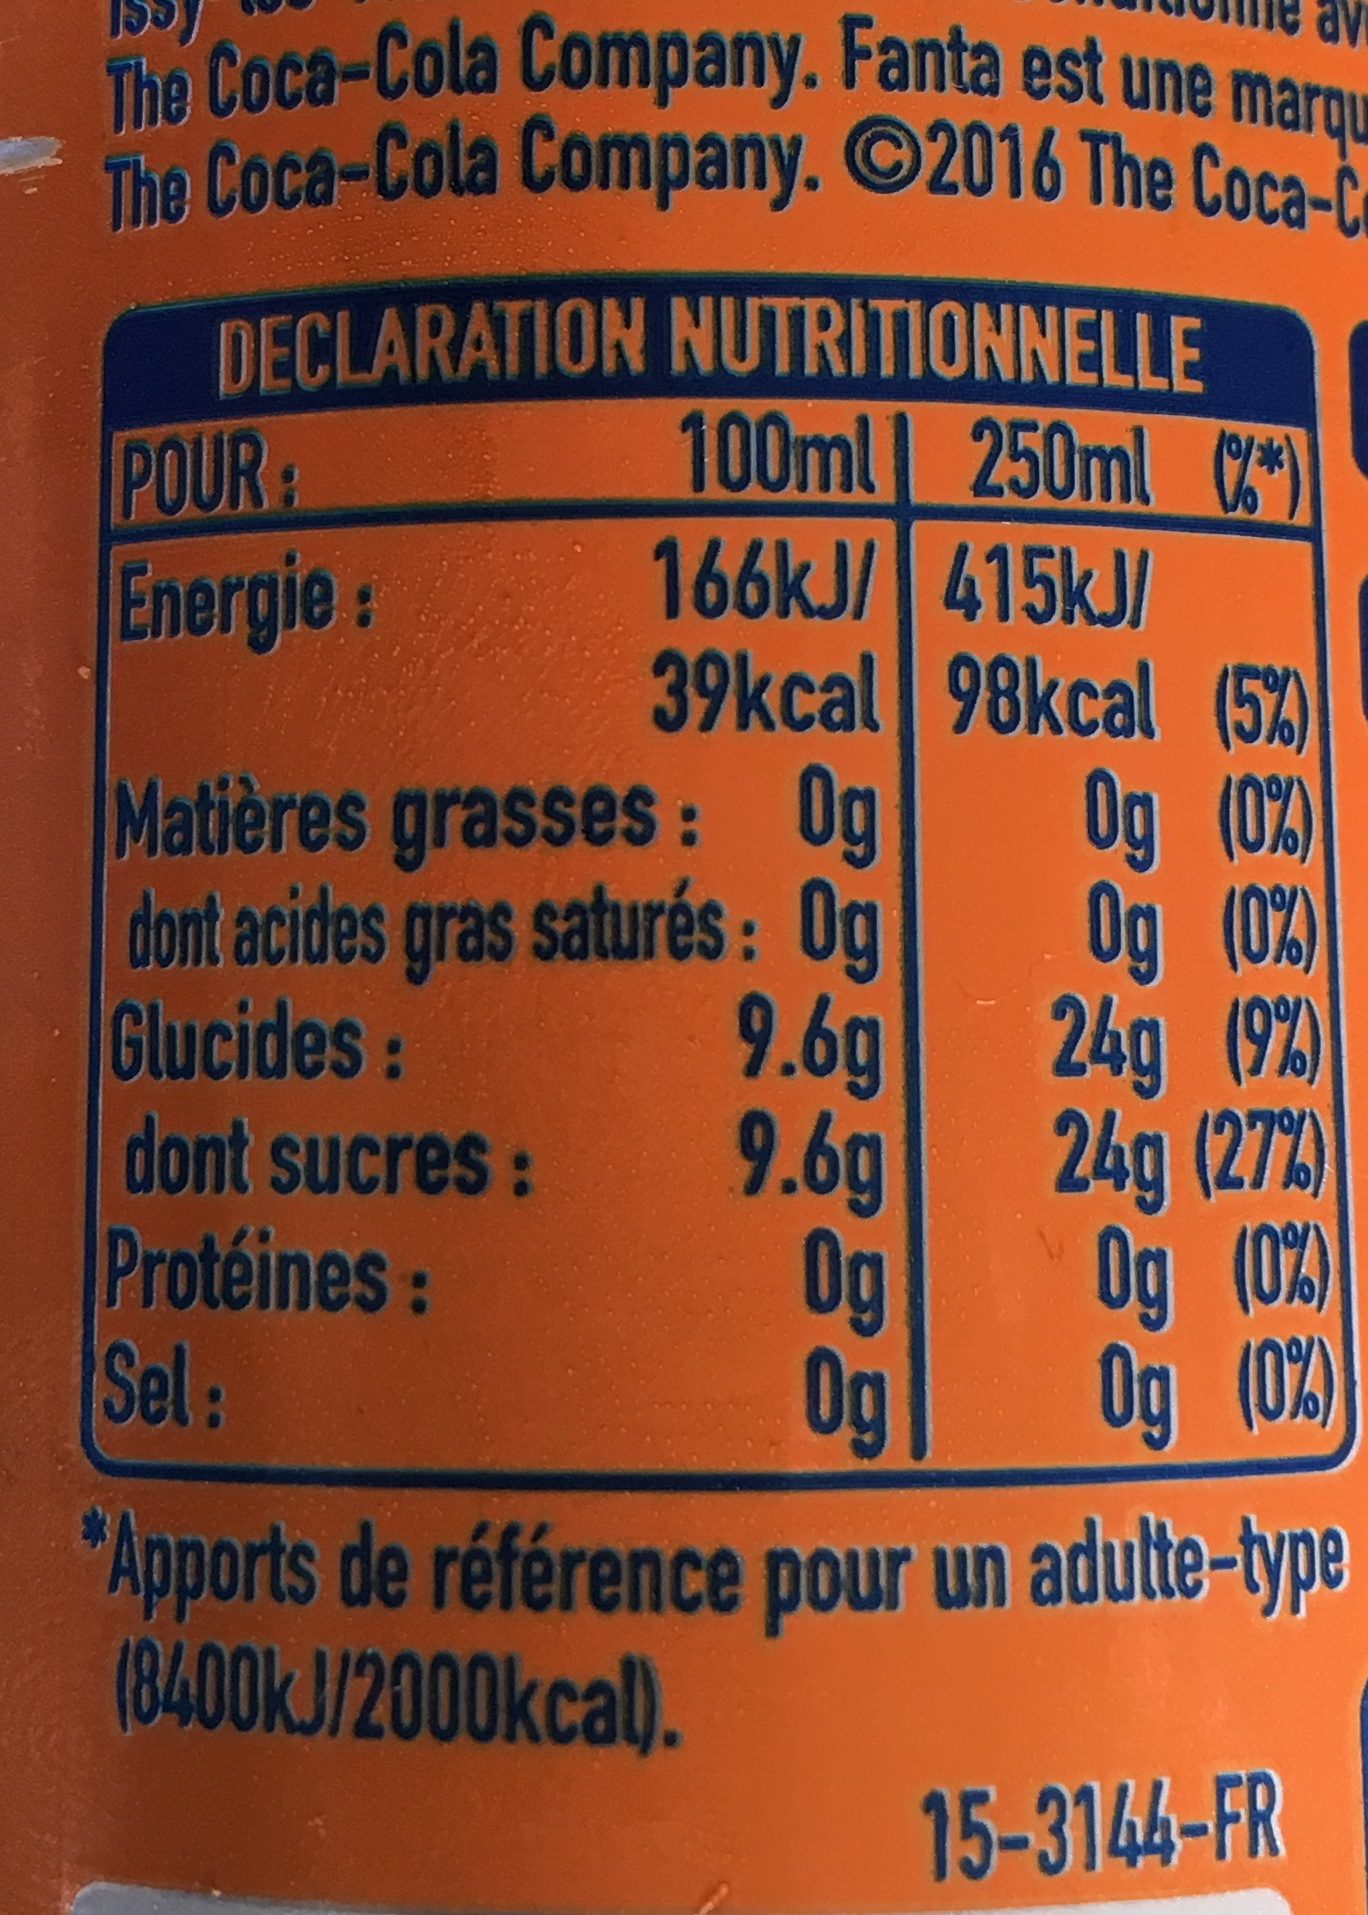 The Coca-Cola Company. Fanta est une
The Coca-Cola Company. ©2016 The
DECLARATION NUTRITIONNELLE
POUR : 100ml 250ml (%*)
Energie : 166kJ/ 415kJ/
39kcal 98kcal (5%)
Matières grasses : 0g 0g (0%)
dont acides gras saturés : 0g 0g (0%)
Glucides : 9.6g 24g (9%)
dont sucres : 9.6g 24g (27%)
Protéines : 0g 0g (0%)
Sel : 0g 0g (0%)
*Apports de référence pour un adulte-type
(8400kJ/2000kcal).
15-3144-FR